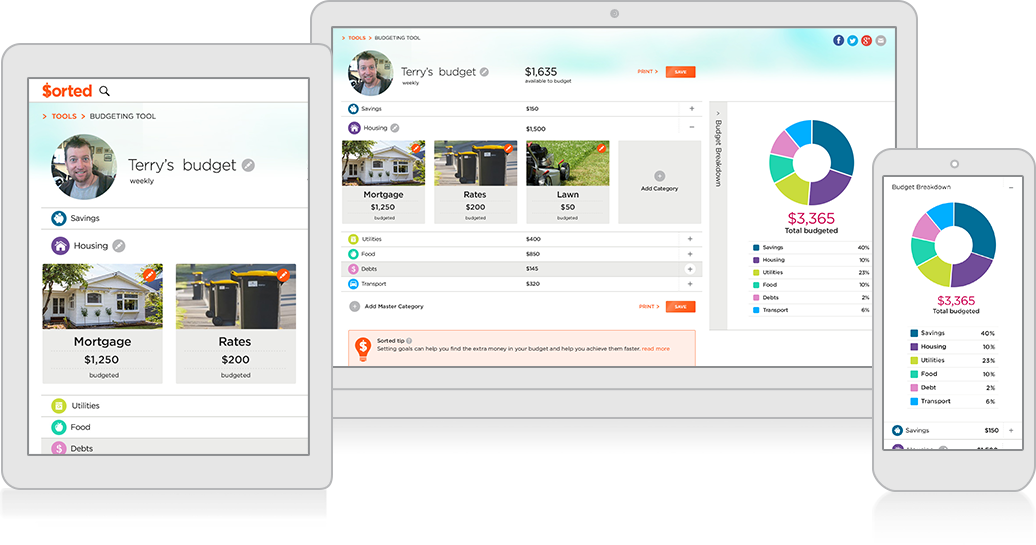 $orted
> TOOLS > BUDGETING TOOL
Terry's budget
weekly
Savings
Housing
Mortgage
$1,250
budgeted
Rates
$200
budgeted
Utilities
Food
$ Debts
> TOOLS > BUDGETING TOOL
Terry's budget
weekly
$1,635
available to budget
PRINT >
SAVE
Savings $150 +
Housing $1,500 −
Mortgage
$1,250
budgeted
Rates
$200
budgeted
Lawn
$50
budgeted
+
Add Category
Utilities $400 +
Food $850 +
$ Debts $145 +
Transport $320 +
+ Add Master Category
PRINT >
SAVE
$
Sorted tip ?
Setting goals can help you find the extra money in your budget and help you achieve them faster. read more
> Budget Breakdown
$3,365
Total budgeted
Savings 40%
Housing 10%
Utilities 23%
Food 10%
Debts 2%
Transport 6%
Budget Breakdown −
$3,365
Total budgeted
Savings 40%
Housing 10%
Utilities 23%
Food 10%
Debt 2%
Transport 6%
Savings $150 +
Housing $1,500